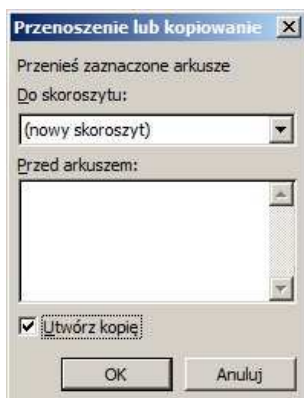 Przenoszenie lub kopiowanie
Przenieś zaznaczone arkusze
Do skoroszytu:
(nowy skoroszyt)
Przed arkuszem:
Utwórz kopię
OK
Anuluj